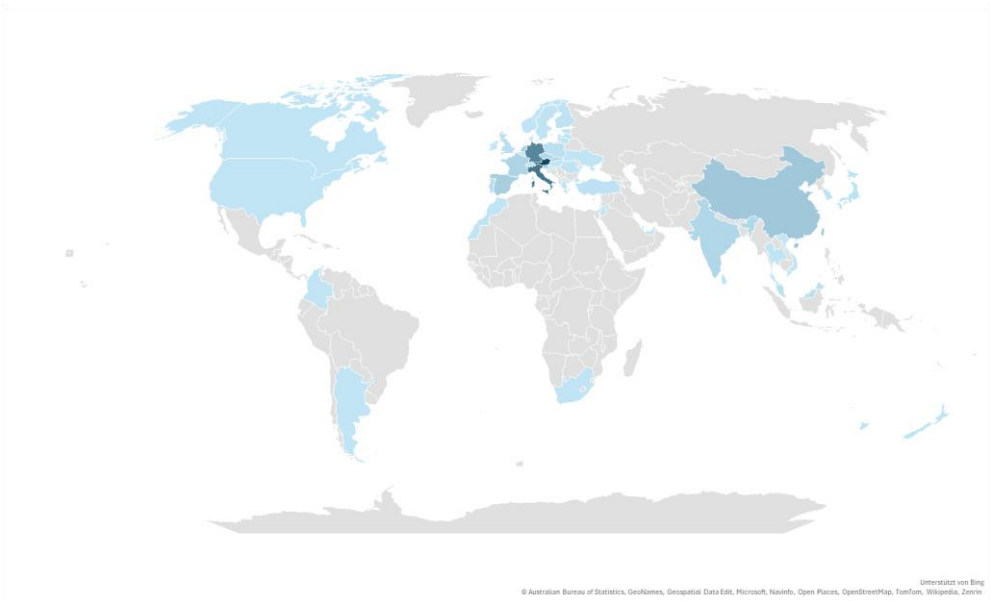 Unterstützt von Bing
© Australian Bureau of Statistics, GeoNames, Geospatial Data Edit, Microsoft, Navinfo, Open Places, OpenStreetMap, TomTom, Wikipedia, Zenrin